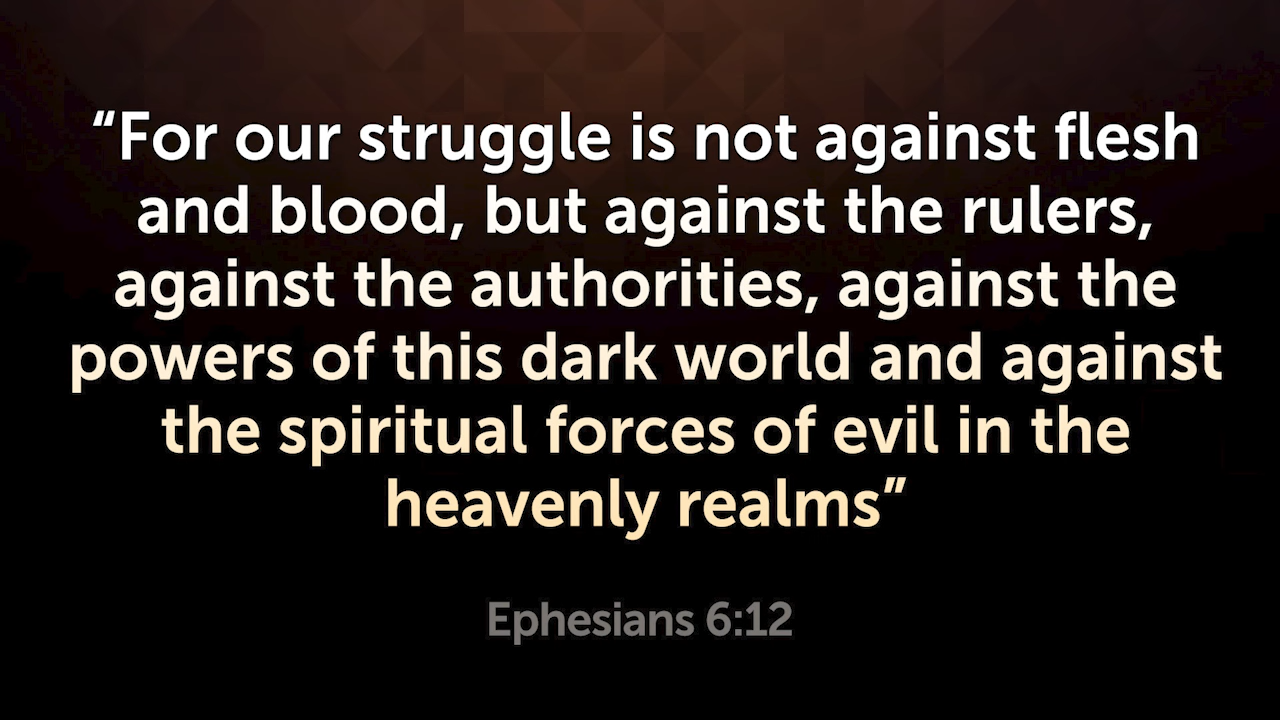 “For our struggle is not against flesh
and blood, but against the rulers,
against the authorities, against the
powers of this dark world and against
the spiritual forces of evil in the
heavenly realms”
Ephesians 6:12